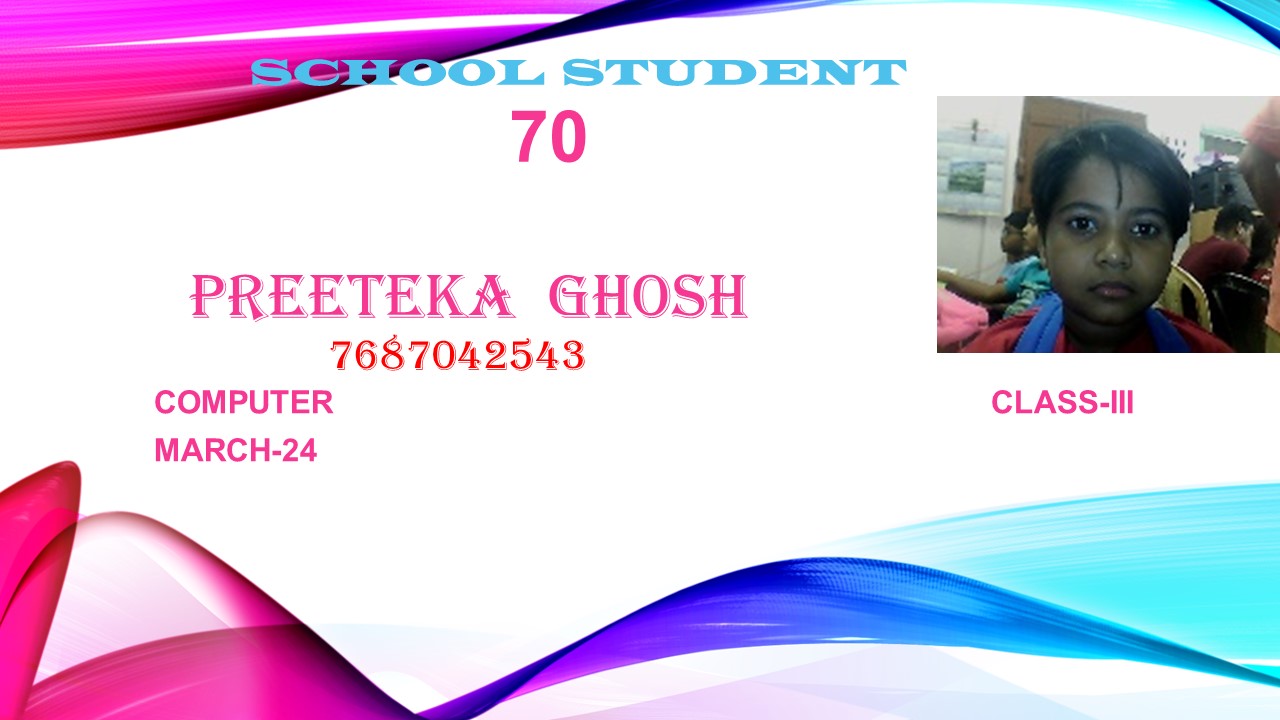 SCHOOL STUDENT
70
PREETEKA GHOSH
7687042543
COMPUTER CLASS-III
MARCH-24